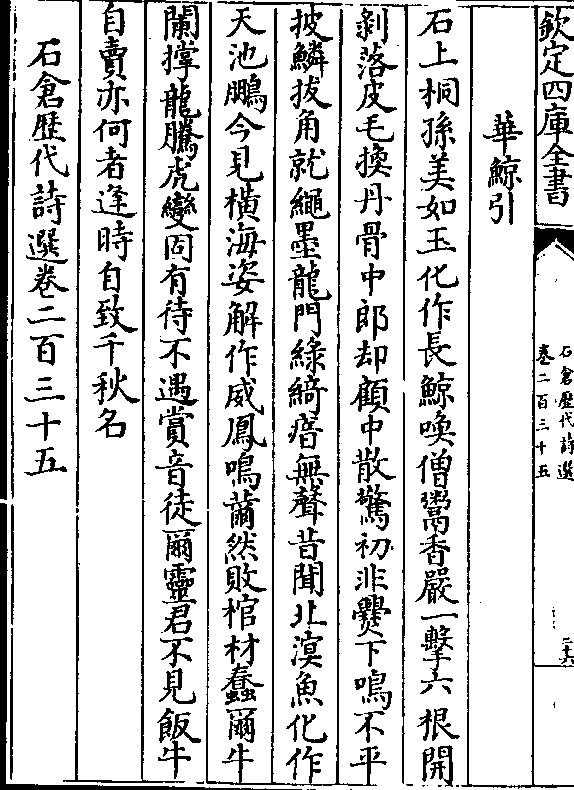 欽定四庫全書
石倉歷代詩選
卷二百三十五
二十六
華鯨引
石上桐孫美如玉化作長鯨喚僧鬻香嚴一擊六根開
剝落皮毛換丹骨中郎却顧中散驚初非爨下鳴不平
披鱗拔角就繩墨龍門綠綺瘖無聲昔聞北溟魚化作
天池鵬今見橫海姿解作威鳳鳴薾然敗棺材蠢爾牛
闌撑龍騰虎變固有待不遇賞音徒爾靈君不見飯牛
自賣亦何者逢時自致千秋名
石倉歷代詩選卷二百三十五